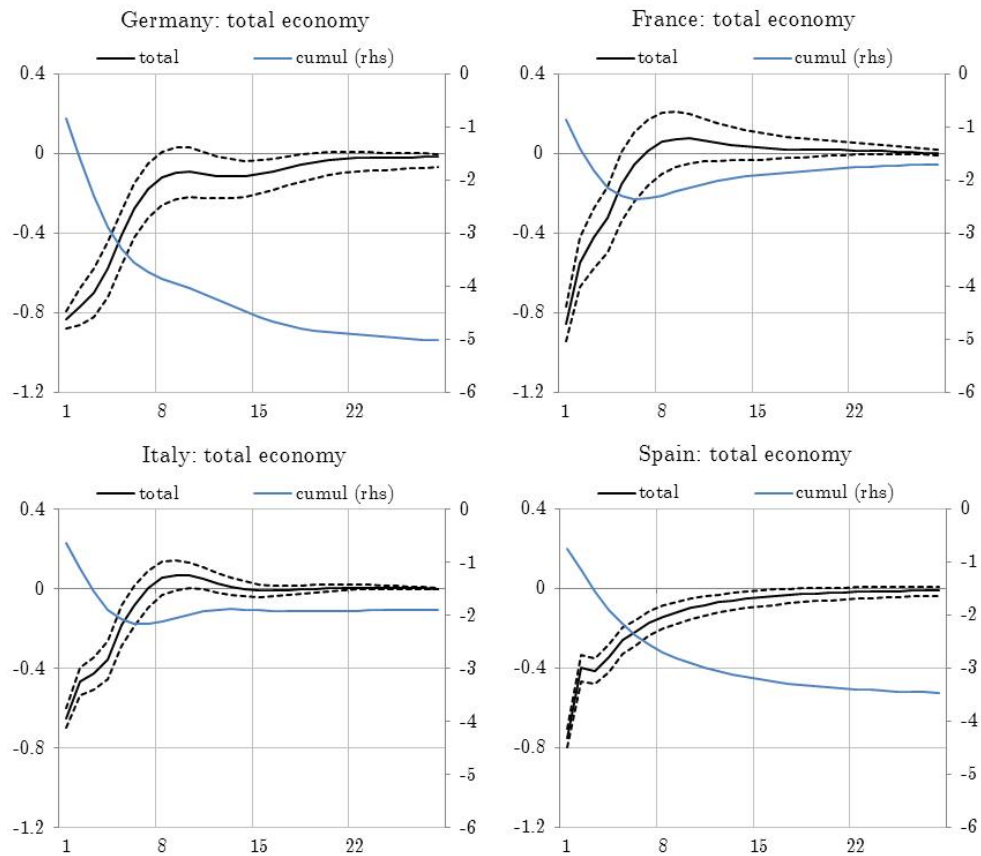 Germany: total economy
total cumul (rhs)
0.4 0
-1
0 -2
-0.4 -3
-4
-0.8 -5
-1.2 -6
1 8 15 22
France: total economy
total cumul (rhs)
0.4 0
-1
0 -2
-0.4 -3
-4
-0.8 -5
-1.2 -6
1 8 15 22
Italy: total economy
total cumul (rhs)
0.4 0
-1
0 -2
-0.4 -3
-4
-0.8 -5
-1.2 -6
1 8 15 22
Spain: total economy
total cumul (rhs)
0.4 0
-1
0 -2
-0.4 -3
-4
-0.8 -5
-1.2 -6
1 8 15 22